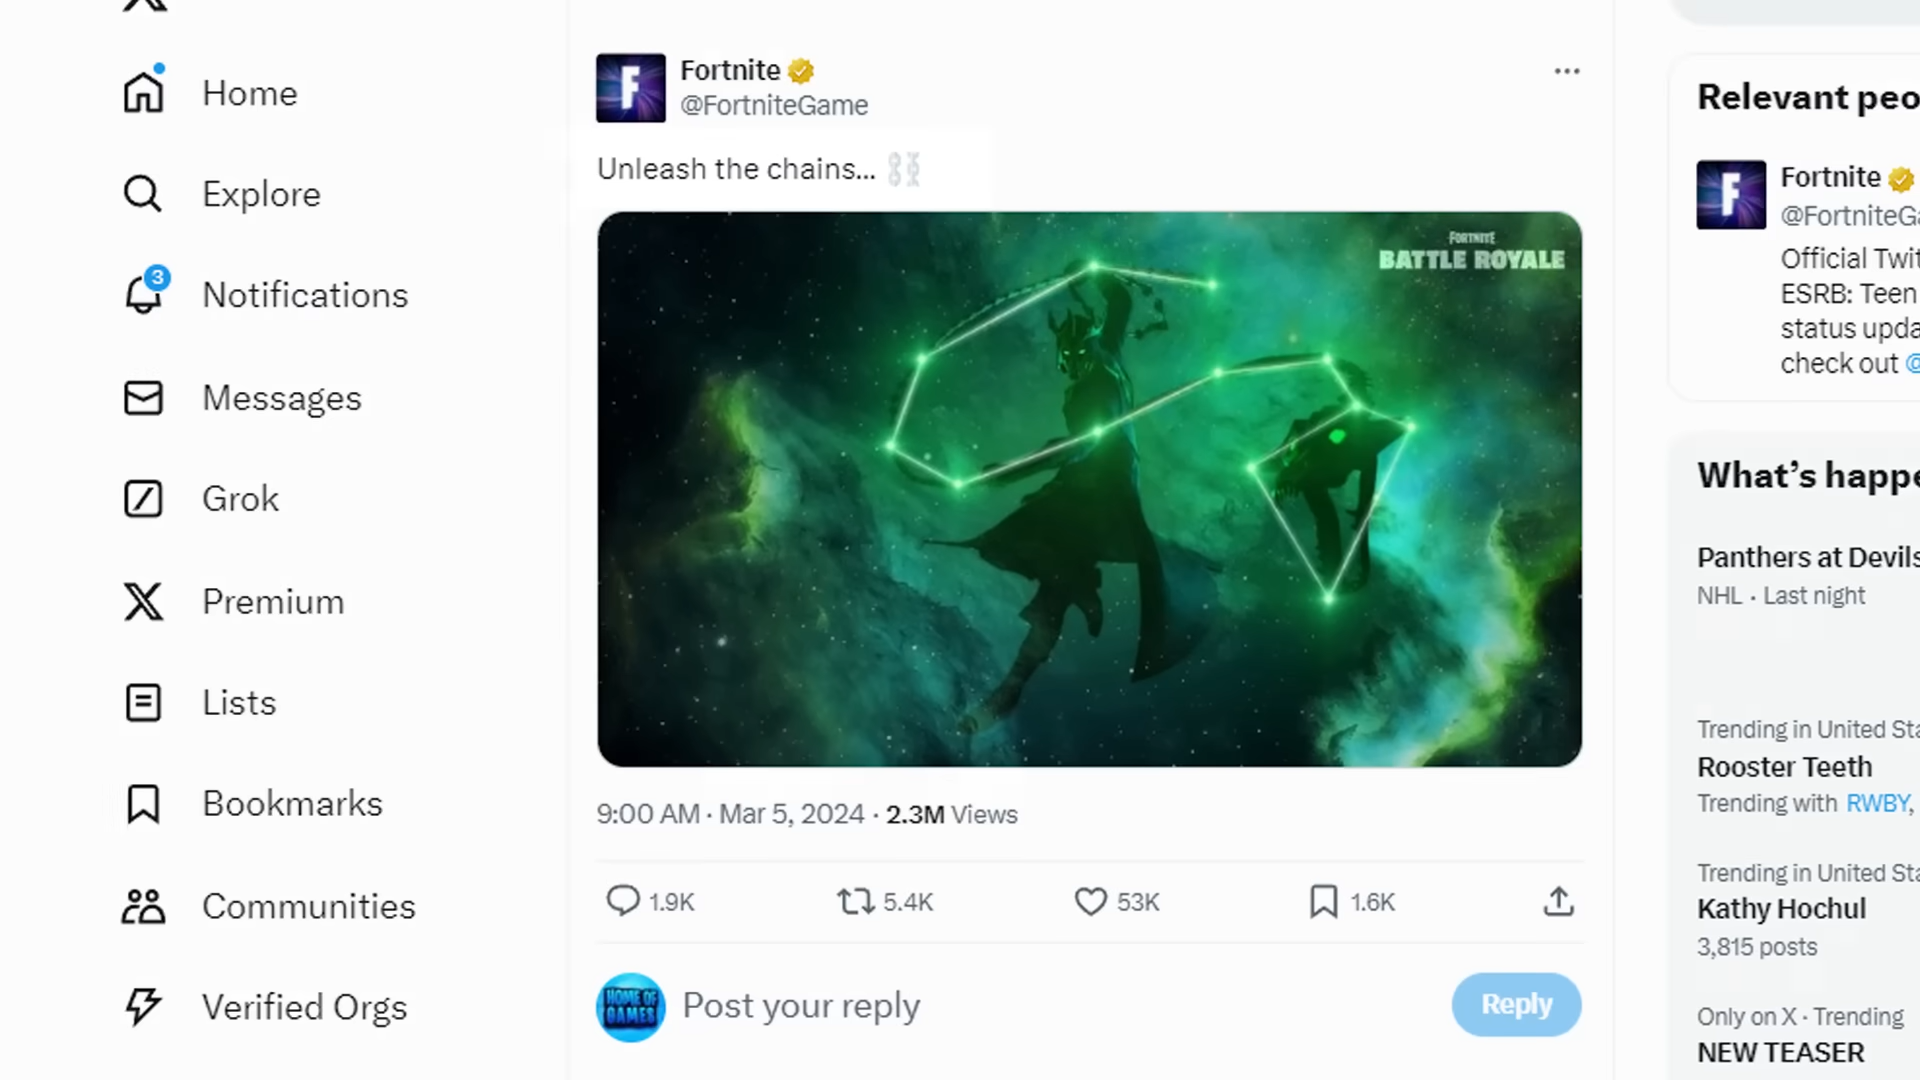 Home
Explore
3
Notifications
Messages
Grok
Premium
Lists
Bookmarks
Communities
Verified Orgs
F
Fortnite
@FortniteGame
Unleash the chains... ⛓️
FORTNITE
BATTLE ROYALE
9:00 AM · Mar 5, 2024 · 2.3M Views
1.9K
5.4K
53K
1.6K
HOME OF
GAMES
Post your reply
Reply
Relevant peo
F
Fortnite
@FortniteGa
Official Twit
ESRB: Teen
status upda
check out @
What's happe
Panthers at Devils
NHL · Last night
Trending in United Sta
Rooster Teeth
Trending with RWBY,
Trending in United Sta
Kathy Hochul
3,815 posts
Only on X · Trending
NEW TEASER